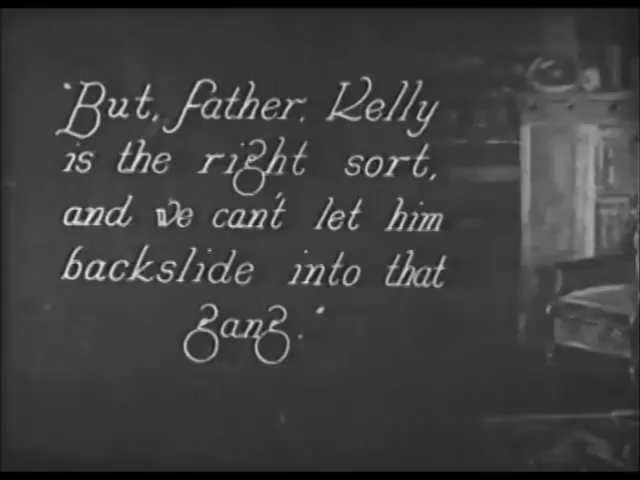 "But, father, Kelly
is the right sort,
and we can't let him
backslide into that
gang."